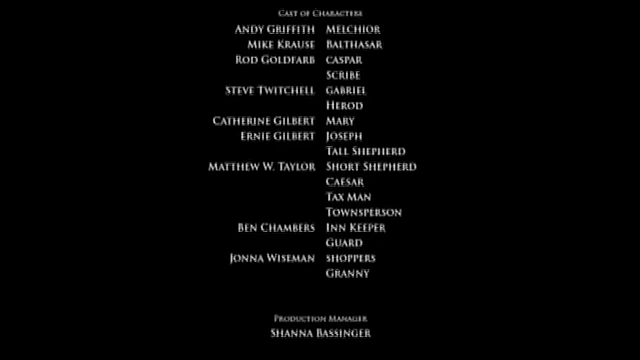 Cast of Characters
Andy Griffith Melchior
Mike Krause Balthasar
Rod Goldfarb Caspar
Scribe
Steve Twitchell Gabriel
Herod
Catherine Gilbert Mary
Ernie Gilbert Joseph
Tall Shepherd
Matthew W. Taylor Short Shepherd
Caesar
Tax Man
Townsperson
Ben Chambers Inn Keeper
Guard
Jonna Wiseman Shoppers
Granny
Production Manager
Shanna Bassinger